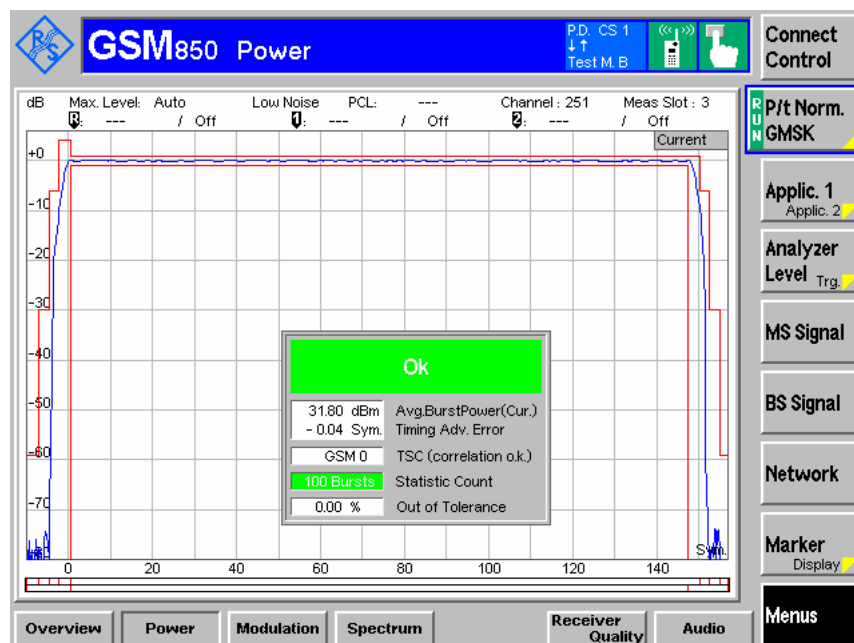 R&S
GSM850 Power
P.D. CS 1
Test M. B
Connect Control
dB Max. Level: Auto Low Noise PCL: --- Channel : 251 Meas Slot : 3
R: --- / Off 1: --- / Off 2: --- / Off
Current
RUN
P/t Norm. GMSK
Applic. 1
Applic. 2
Analyzer Level Trg.
MS Signal
BS Signal
Network
Marker
Display
Menus
+0
-10
-20
-30
-40
-50
-60
-70
Ok
31.80 dBm Avg.BurstPower(Cur.)
- 0.04 Sym. Timing Adv. Error
GSM 0 TSC (correlation o.k.)
100 Bursts Statistic Count
0.00 % Out of Tolerance
Sym.
0 20 40 60 80 100 120 140
Overview Power Modulation Spectrum Receiver Quality Audio